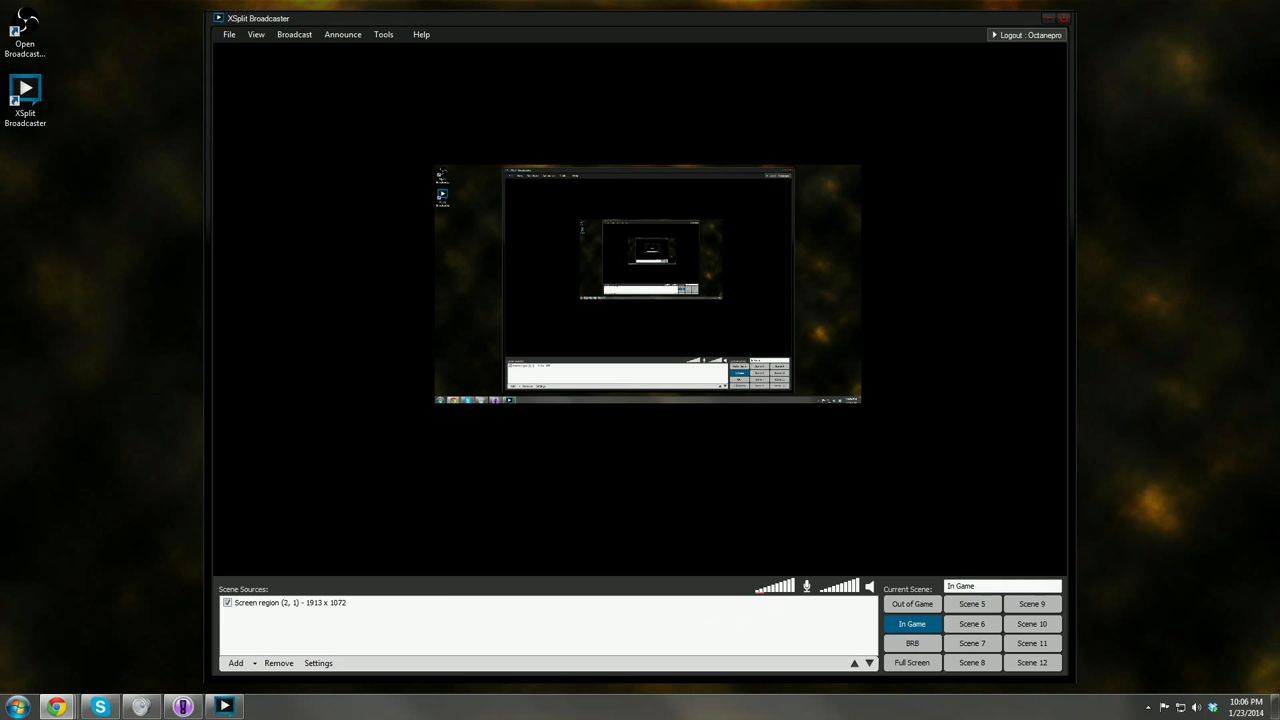 Open
Broadcast...
XSplit
Broadcaster
XSplit Broadcaster
File View Broadcast Announce Tools Help
Logout : Octanepro
Scene Sources:
Screen region (2, 1) - 1913 x 1072
Add Remove Settings
Current Scene: In Game
Out of Game Scene 5 Scene 9
In Game Scene 6 Scene 10
BRB Scene 7 Scene 11
Full Screen Scene 8 Scene 12
10:06 PM
1/23/2014